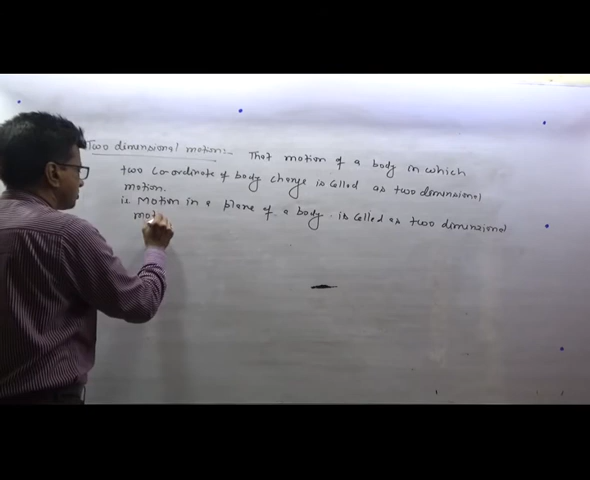 Two dimensional motion:- That motion of a body in which
two co-ordinate of body change is called as two dimensional
motion.
i.e Motion in a plane of a body is called as two dimensional
mot